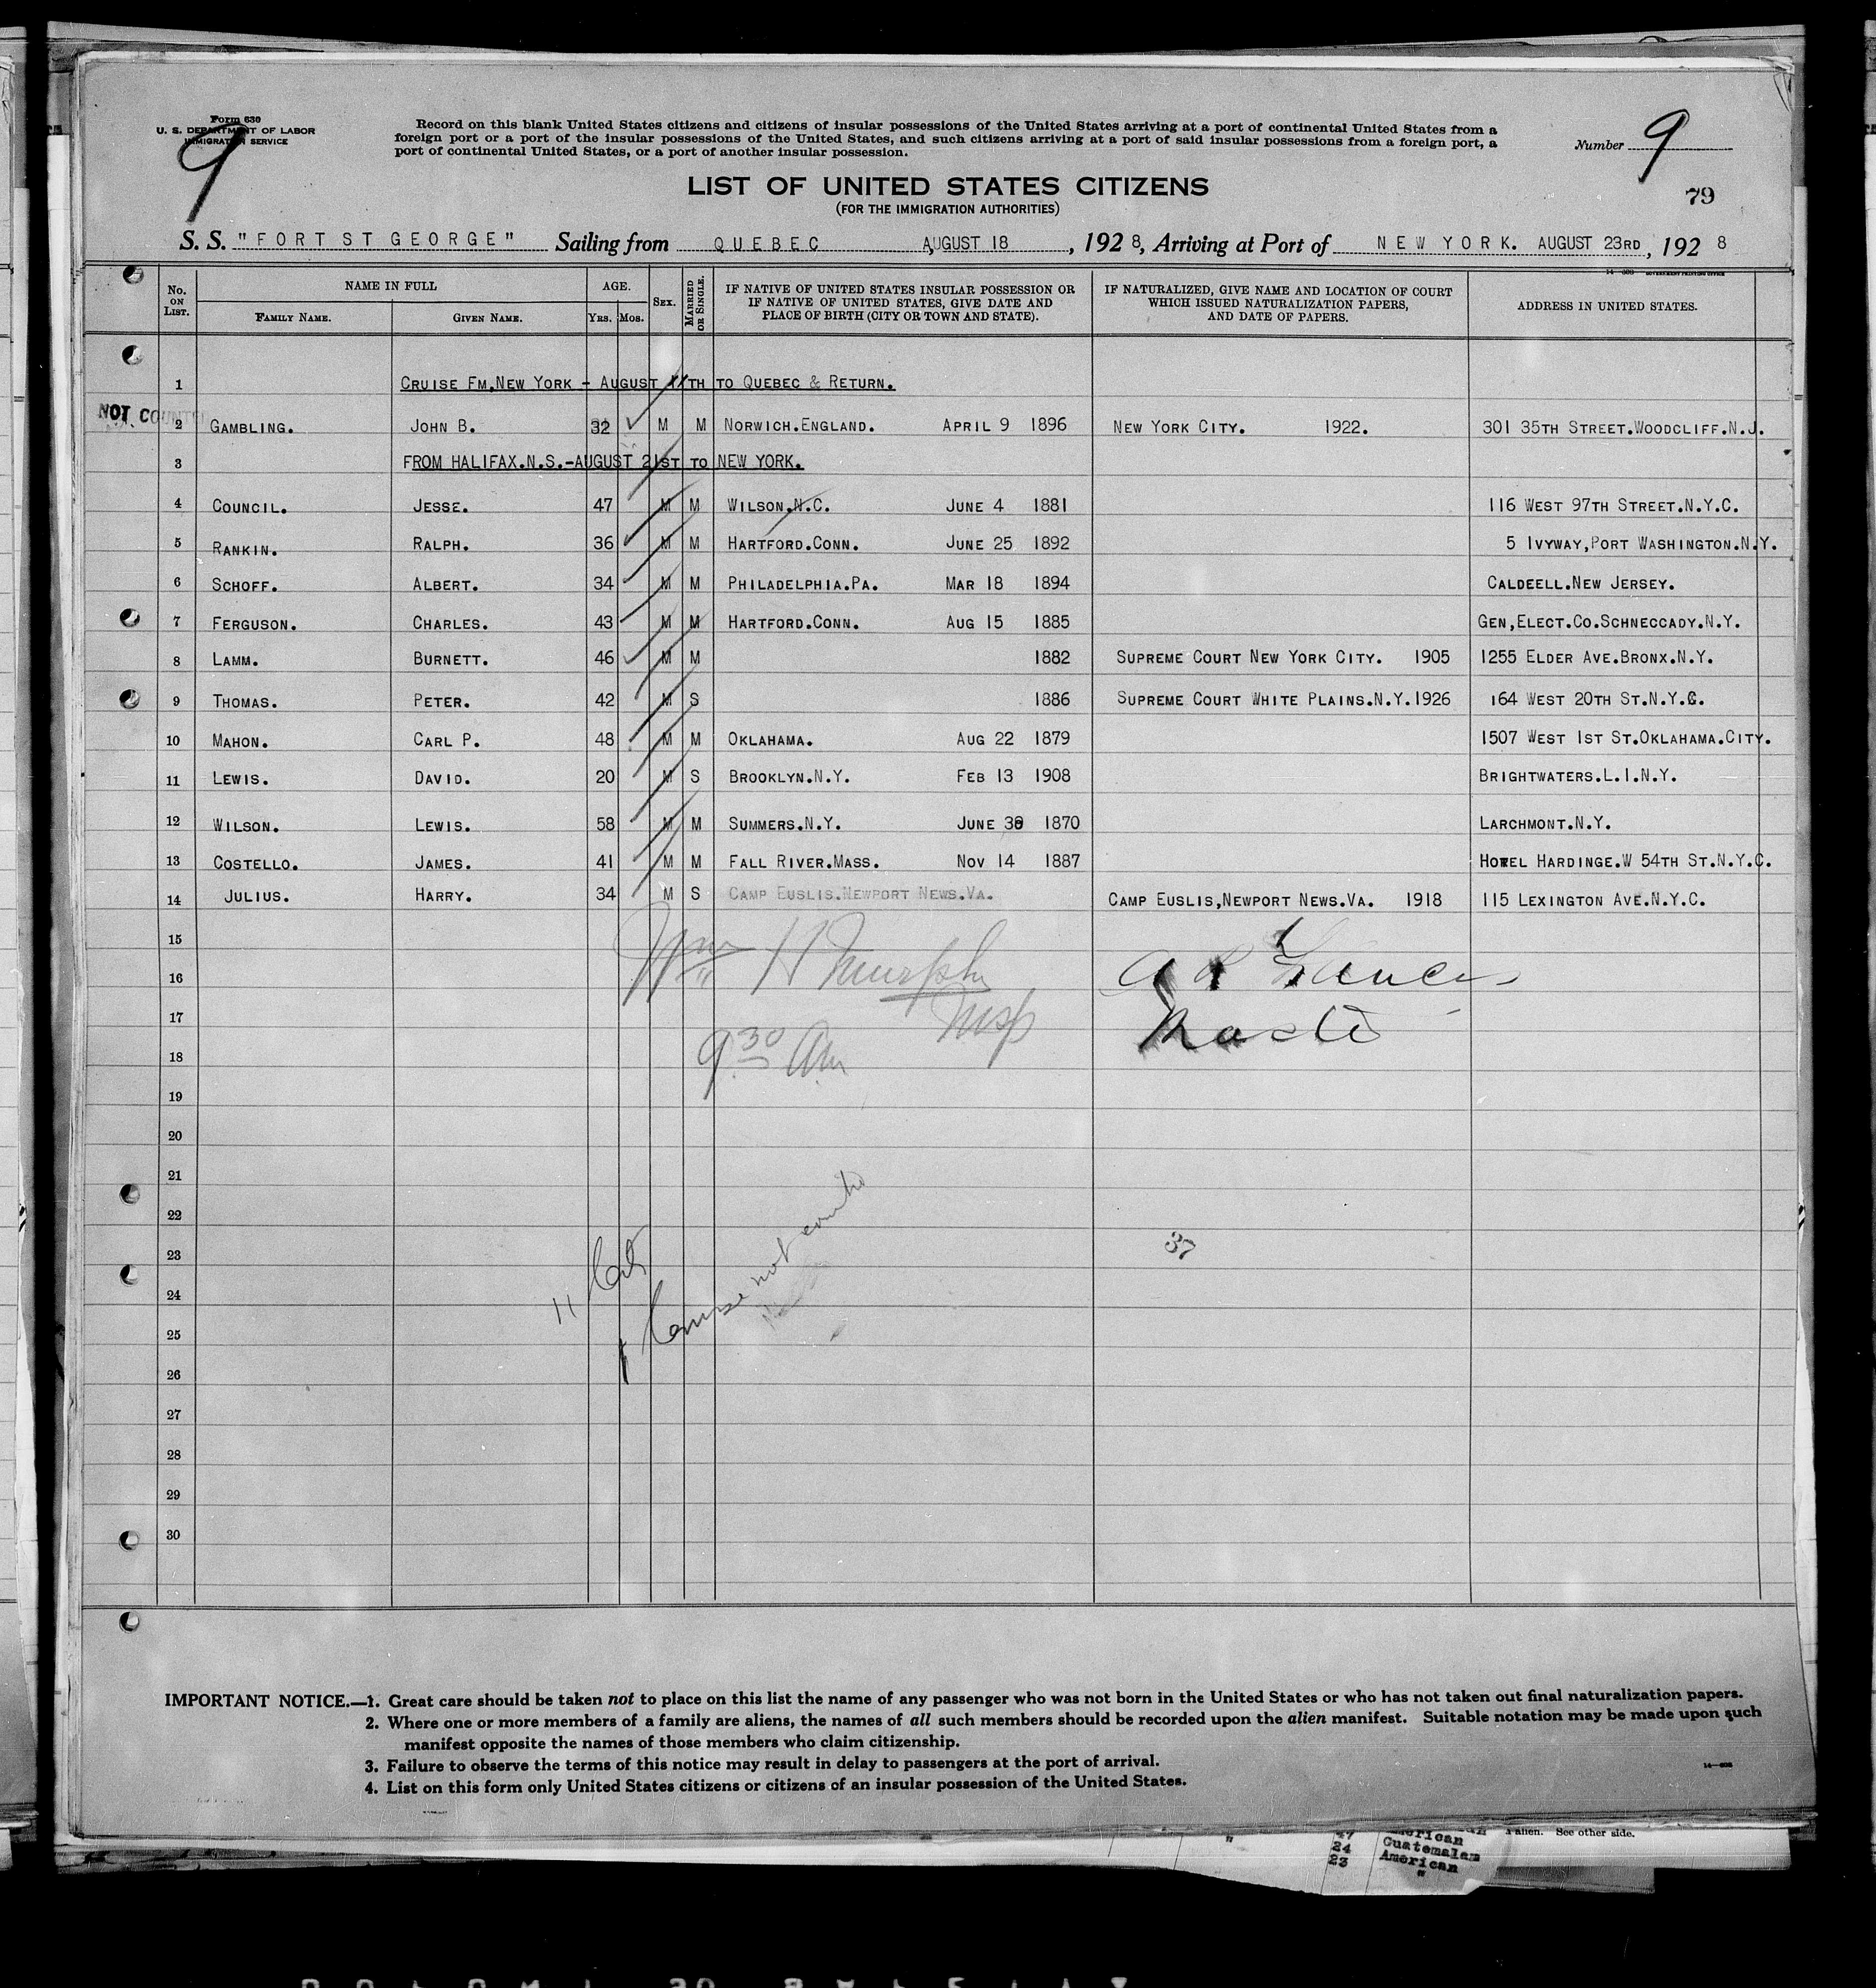 Form 630
U. S. DEPARTMENT OF LABOR
IMMIGRATION SERVICE
9
Record on this blank United States citizens and citizens of insular possessions of the United States arriving at a port of continental United States from a
foreign port or a port of the insular possessions of the United States, and such citizens arriving at a port of said insular possessions from a foreign port, a
port of continental United States, or a port of another insular possession.
Number 9
79
LIST OF UNITED STATES CITIZENS
(FOR THE IMMIGRATION AUTHORITIES)
S. S. "FORT ST GEORGE" Sailing from QUEBEC AUGUST 18, 1928, Arriving at Port of NEW YORK. AUGUST 23RD, 1928
No. ON LIST. NAME IN FULL FAMILY NAME. GIVEN NAME. AGE. YRS. MOS. SEX. MARRIED OR SINGLE. IF NATIVE OF UNITED STATES INSULAR POSSESSION OR IF NATIVE OF UNITED STATES, GIVE DATE AND PLACE OF BIRTH (CITY OR TOWN AND STATE). IF NATURALIZED, GIVE NAME AND LOCATION OF COURT WHICH ISSUED NATURALIZATION PAPERS, AND DATE OF PAPERS. ADDRESS IN UNITED STATES.
1 CRUISE FM.NEW YORK - AUGUST 11TH TO QUEBEC & RETURN.
NOT COUNTED
2 GAMBLING. JOHN B. 32 M M NORWICH.ENGLAND. APRIL 9 1896 NEW YORK CITY. 1922. 301 35TH STREET.WOODCLIFF.N.J.
3 FROM HALIFAX.N.S.-AUGUST 21ST TO NEW YORK.
4 COUNCIL. JESSE. 47 M M WILSON.N.C. JUNE 4 1881 116 WEST 97TH STREET.N.Y.C.
5 RANKIN. RALPH. 36 M M HARTFORD.CONN. JUNE 25 1892 5 IVYWAY,PORT WASHINGTON.N.Y.
6 SCHOFF. ALBERT. 34 M M PHILADELPHIA.PA. MAR 18 1894 CALDEELL.NEW JERSEY.
7 FERGUSON. CHARLES. 43 M M HARTFORD.CONN. AUG 15 1885 GEN,ELECT.CO.SCHNECCADY.N.Y.
8 LAMM. BURNETT. 46 M M 1882 SUPREME COURT NEW YORK CITY. 1905 1255 ELDER AVE.BRONX.N.Y.
9 THOMAS. PETER. 42 M S 1886 SUPREME COURT WHITE PLAINS.N.Y.1926 164 WEST 20TH ST.N.Y.C.
10 MAHON. CARL P. 48 M M OKLAHOMA. AUG 22 1879 1507 WEST 1ST ST.OKLAHOMA.CITY.
11 LEWIS. DAVID. 20 M S BROOKLYN.N.Y. FEB 13 1908 BRIGHTWATERS.L.I.N.Y.
12 WILSON. LEWIS. 58 M M SUMMERS.N.Y. JUNE 30 1870 LARCHMONT.N.Y.
13 COSTELLO. JAMES. 41 M M FALL RIVER.MASS. NOV 14 1887 HOTEL HARDINGE.W 54TH ST.N.Y.C.
14 JULIUS. HARRY. 34 M S CAMP EUSLIS.NEWPORT NEWS.VA. CAMP EUSLIS,NEWPORT NEWS.VA. 1918 115 LEXINGTON AVE.N.Y.C.
15
16 Wm H Murphy
17 Insp
18 9 30 Am
19
20
21
22
23 37
24 11 Cit
25 1 Cruise not counted
26
27
28
29
30
IMPORTANT NOTICE.—1. Great care should be taken not to place on this list the name of any passenger who was not born in the United States or who has not taken out final naturalization papers.
2. Where one or more members of a family are aliens, the names of all such members should be recorded upon the alien manifest. Suitable notation may be made upon such
manifest opposite the names of those members who claim citizenship.
3. Failure to observe the terms of this notice may result in delay to passengers at the port of arrival.
4. List on this form only United States citizens or citizens of an insular possession of the United States.
alien. See other side.
24 Guatemalan
23 American